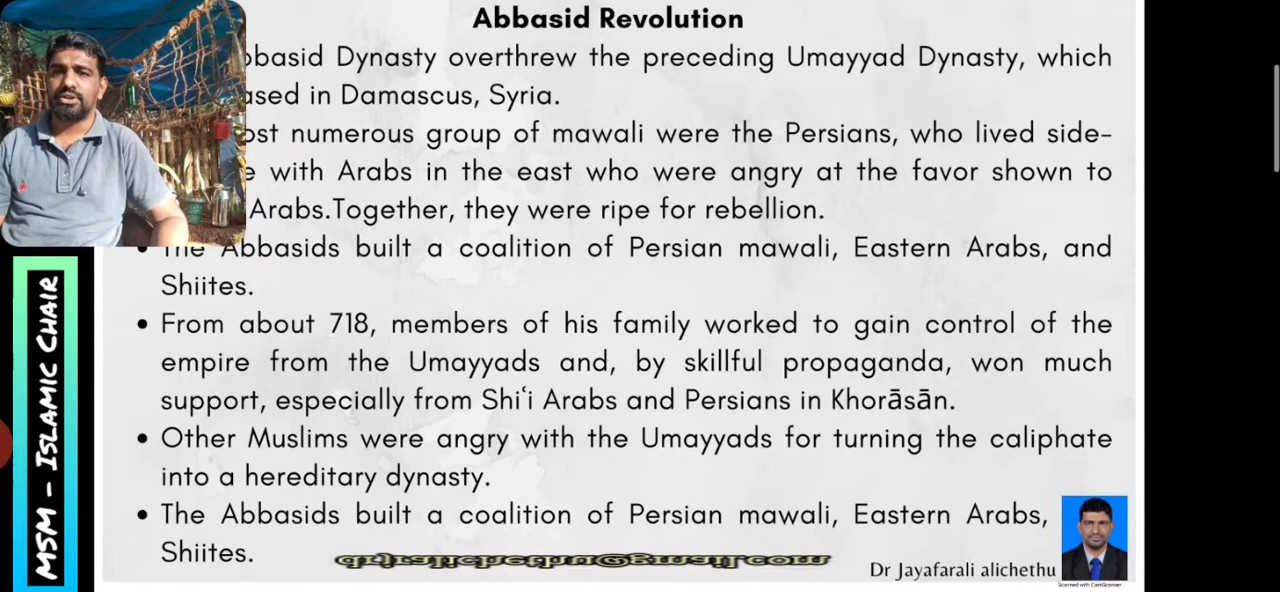 Abbasid Revolution
bbasid Dynasty overthrew the preceding Umayyad Dynasty, which
ased in Damascus, Syria.
ost numerous group of mawali were the Persians, who lived side-
e with Arabs in the east who were angry at the favor shown to
Arabs.Together, they were ripe for rebellion.
• The Abbasids built a coalition of Persian mawali, Eastern Arabs, and
Shiites.
• From about 718, members of his family worked to gain control of the
empire from the Umayyads and, by skillful propaganda, won much
support, especially from Shiʿi Arabs and Persians in Khorāsān.
• Other Muslims were angry with the Umayyads for turning the caliphate
into a hereditary dynasty.
• The Abbasids built a coalition of Persian mawali, Eastern Arabs,
Shiites.
Dr Jayafarali alichethu
Scanned with CamScanner
MSM - ISLAMIC CHAIR